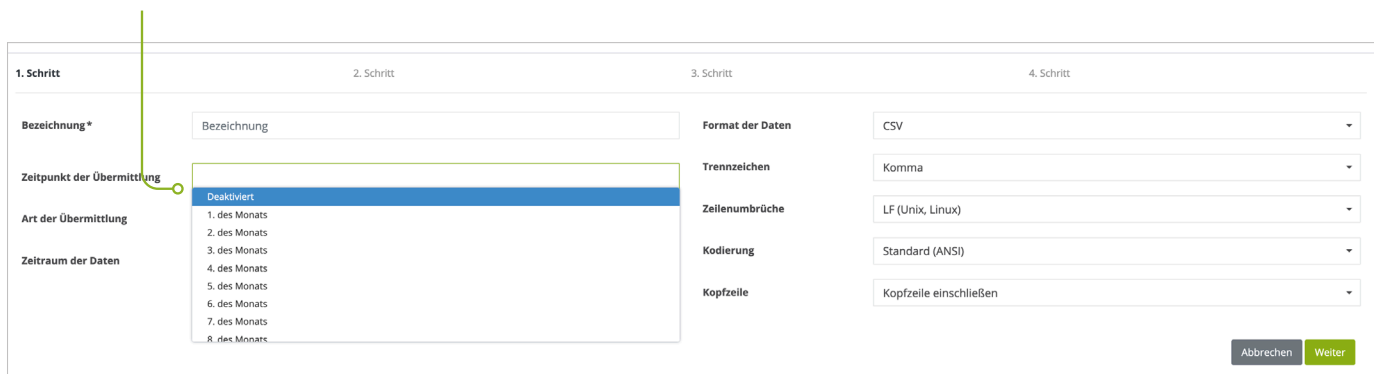 1. Schritt 2. Schritt 3. Schritt 4. Schritt
Bezeichnung* Bezeichnung
Zeitpunkt der Übermittlung
Deaktiviert
1. des Monats
2. des Monats
3. des Monats
4. des Monats
5. des Monats
6. des Monats
7. des Monats
8. des Monats
Art der Übermittlung
Zeitraum der Daten
Format der Daten CSV
Trennzeichen Komma
Zeilenumbrüche LF (Unix, Linux)
Kodierung Standard (ANSI)
Kopfzeile Kopfzeile einschließen
Abbrechen Weiter